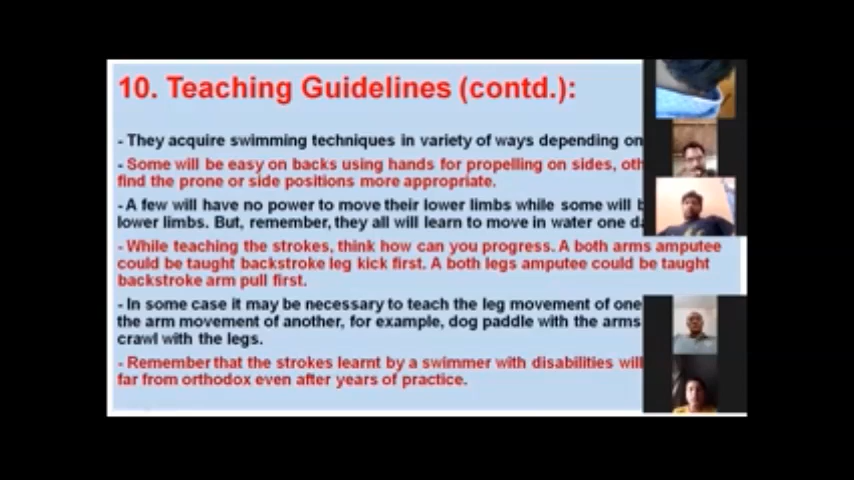 10. Teaching Guidelines (contd.):
- They acquire swimming techniques in variety of ways depending on
- Some will be easy on backs using hands for propelling on sides,
find the prone or side positions more appropriate.
- A few will have no power to move their lower limbs while some will
lower limbs. But, remember, they all will learn to move in water one
- While teaching the strokes, think how can you progress. A both arms amputee
could be taught backstroke leg kick first. A both legs amputee could be taught
backstroke arm pull first.
- In some case it may be necessary to teach the leg movement of one
the arm movement of another, for example, dog paddle with the arms
crawl with the legs.
- Remember that the strokes learnt by a swimmer with disabilities will
far from orthodox even after years of practice.